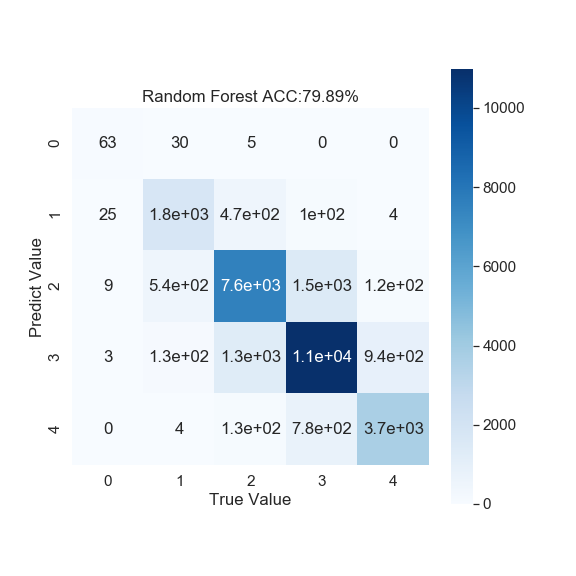 Random Forest ACC:79.89%
Predict Value
0 63 30 5 0 0
1 25 1.8e+03 4.7e+02 1e+02 4
2 9 5.4e+02 7.6e+03 1.5e+03 1.2e+02
3 3 1.3e+02 1.3e+03 1.1e+04 9.4e+02
4 0 4 1.3e+02 7.8e+02 3.7e+03
0 1 2 3 4
True Value
10000
8000
6000
4000
2000
0